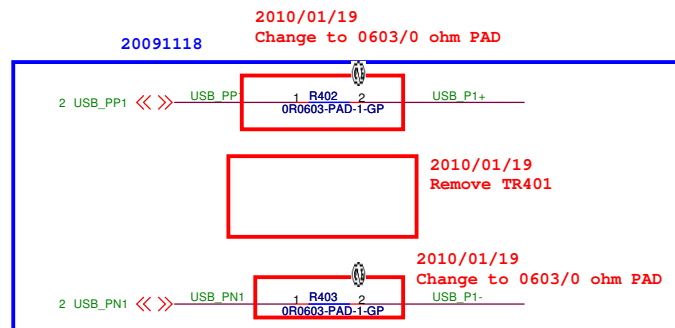 2010/01/19
Change to 0603/0 ohm PAD
20091118
2 USB_PP1 USB_PP1 1 R402 2 USB_P1+
0R0603-PAD-1-GP
2010/01/19
Remove TR401
2010/01/19
Change to 0603/0 ohm PAD
2 USB_PN1 USB_PN1 1 R403 2 USB_P1-
0R0603-PAD-1-GP